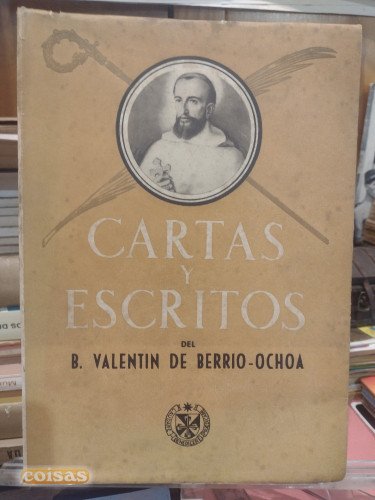 CARTAS
Y
ESCRITOS
DEL
B. VALENTIN DE BERRIO-OCHOA
coisas